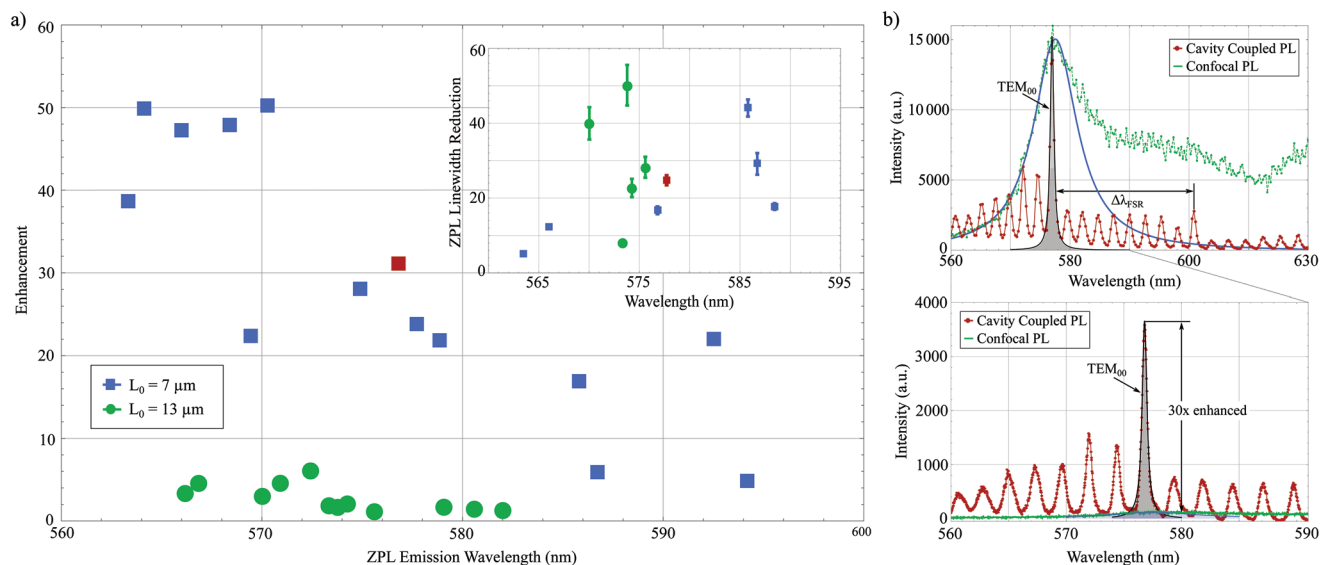 a)
60
50
40
30
20
10
0
Enhancement
560
570
580
590
600
ZPL Emission Wavelength (nm)
L₀ = 7 µm
L₀ = 13 µm
60
40
20
0
ZPL Linewidth Reduction
565
575
585
595
Wavelength (nm)
b)
15 000
10 000
5000
0
Intensity (a.u.)
Cavity Coupled PL
Confocal PL
TEM₀₀
Δλ_FSR
560
570
580
600
630
Wavelength (nm)
4000
3000
2000
1000
0
Intensity (a.u.)
Cavity Coupled PL
Confocal PL
TEM₀₀
30x enhanced
560
570
580
590
Wavelength (nm)